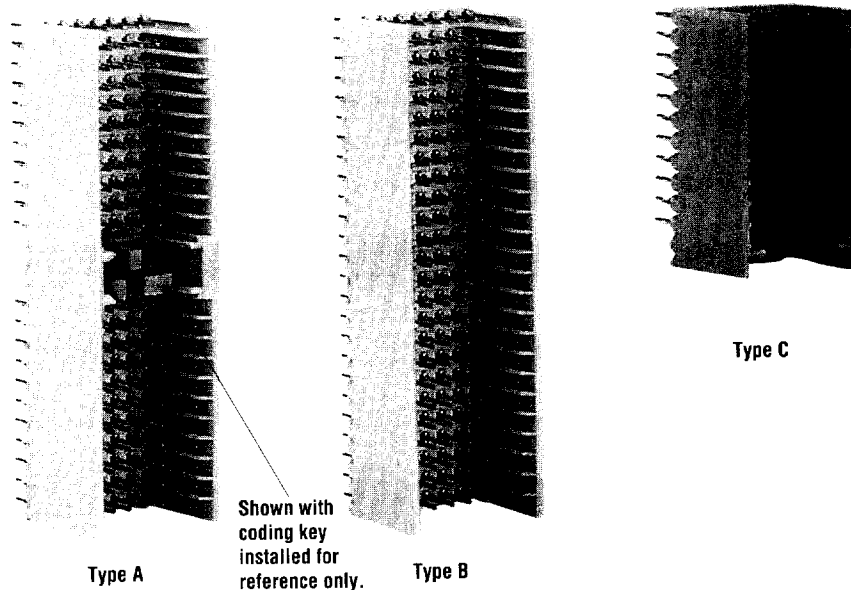 Type C
Shown with
coding key
installed for
reference only.
Type A
Type B